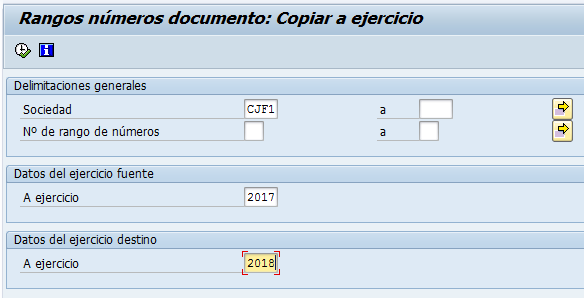 Rangos números documento: Copiar a ejercicio
Delimitaciones generales
Sociedad CJF1 a
Nº de rango de números a
Datos del ejercicio fuente
A ejercicio 2017
Datos del ejercicio destino
A ejercicio 2018